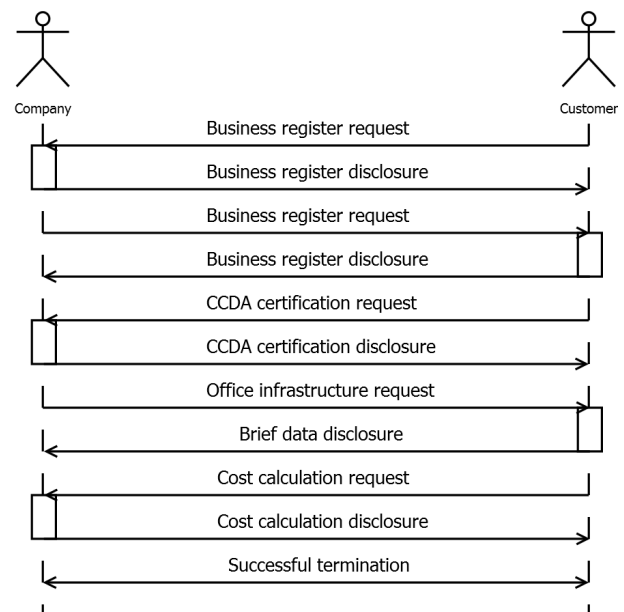 Company
Customer
Business register request
Business register disclosure
Business register request
Business register disclosure
CCDA certification request
CCDA certification disclosure
Office infrastructure request
Brief data disclosure
Cost calculation request
Cost calculation disclosure
Successful termination